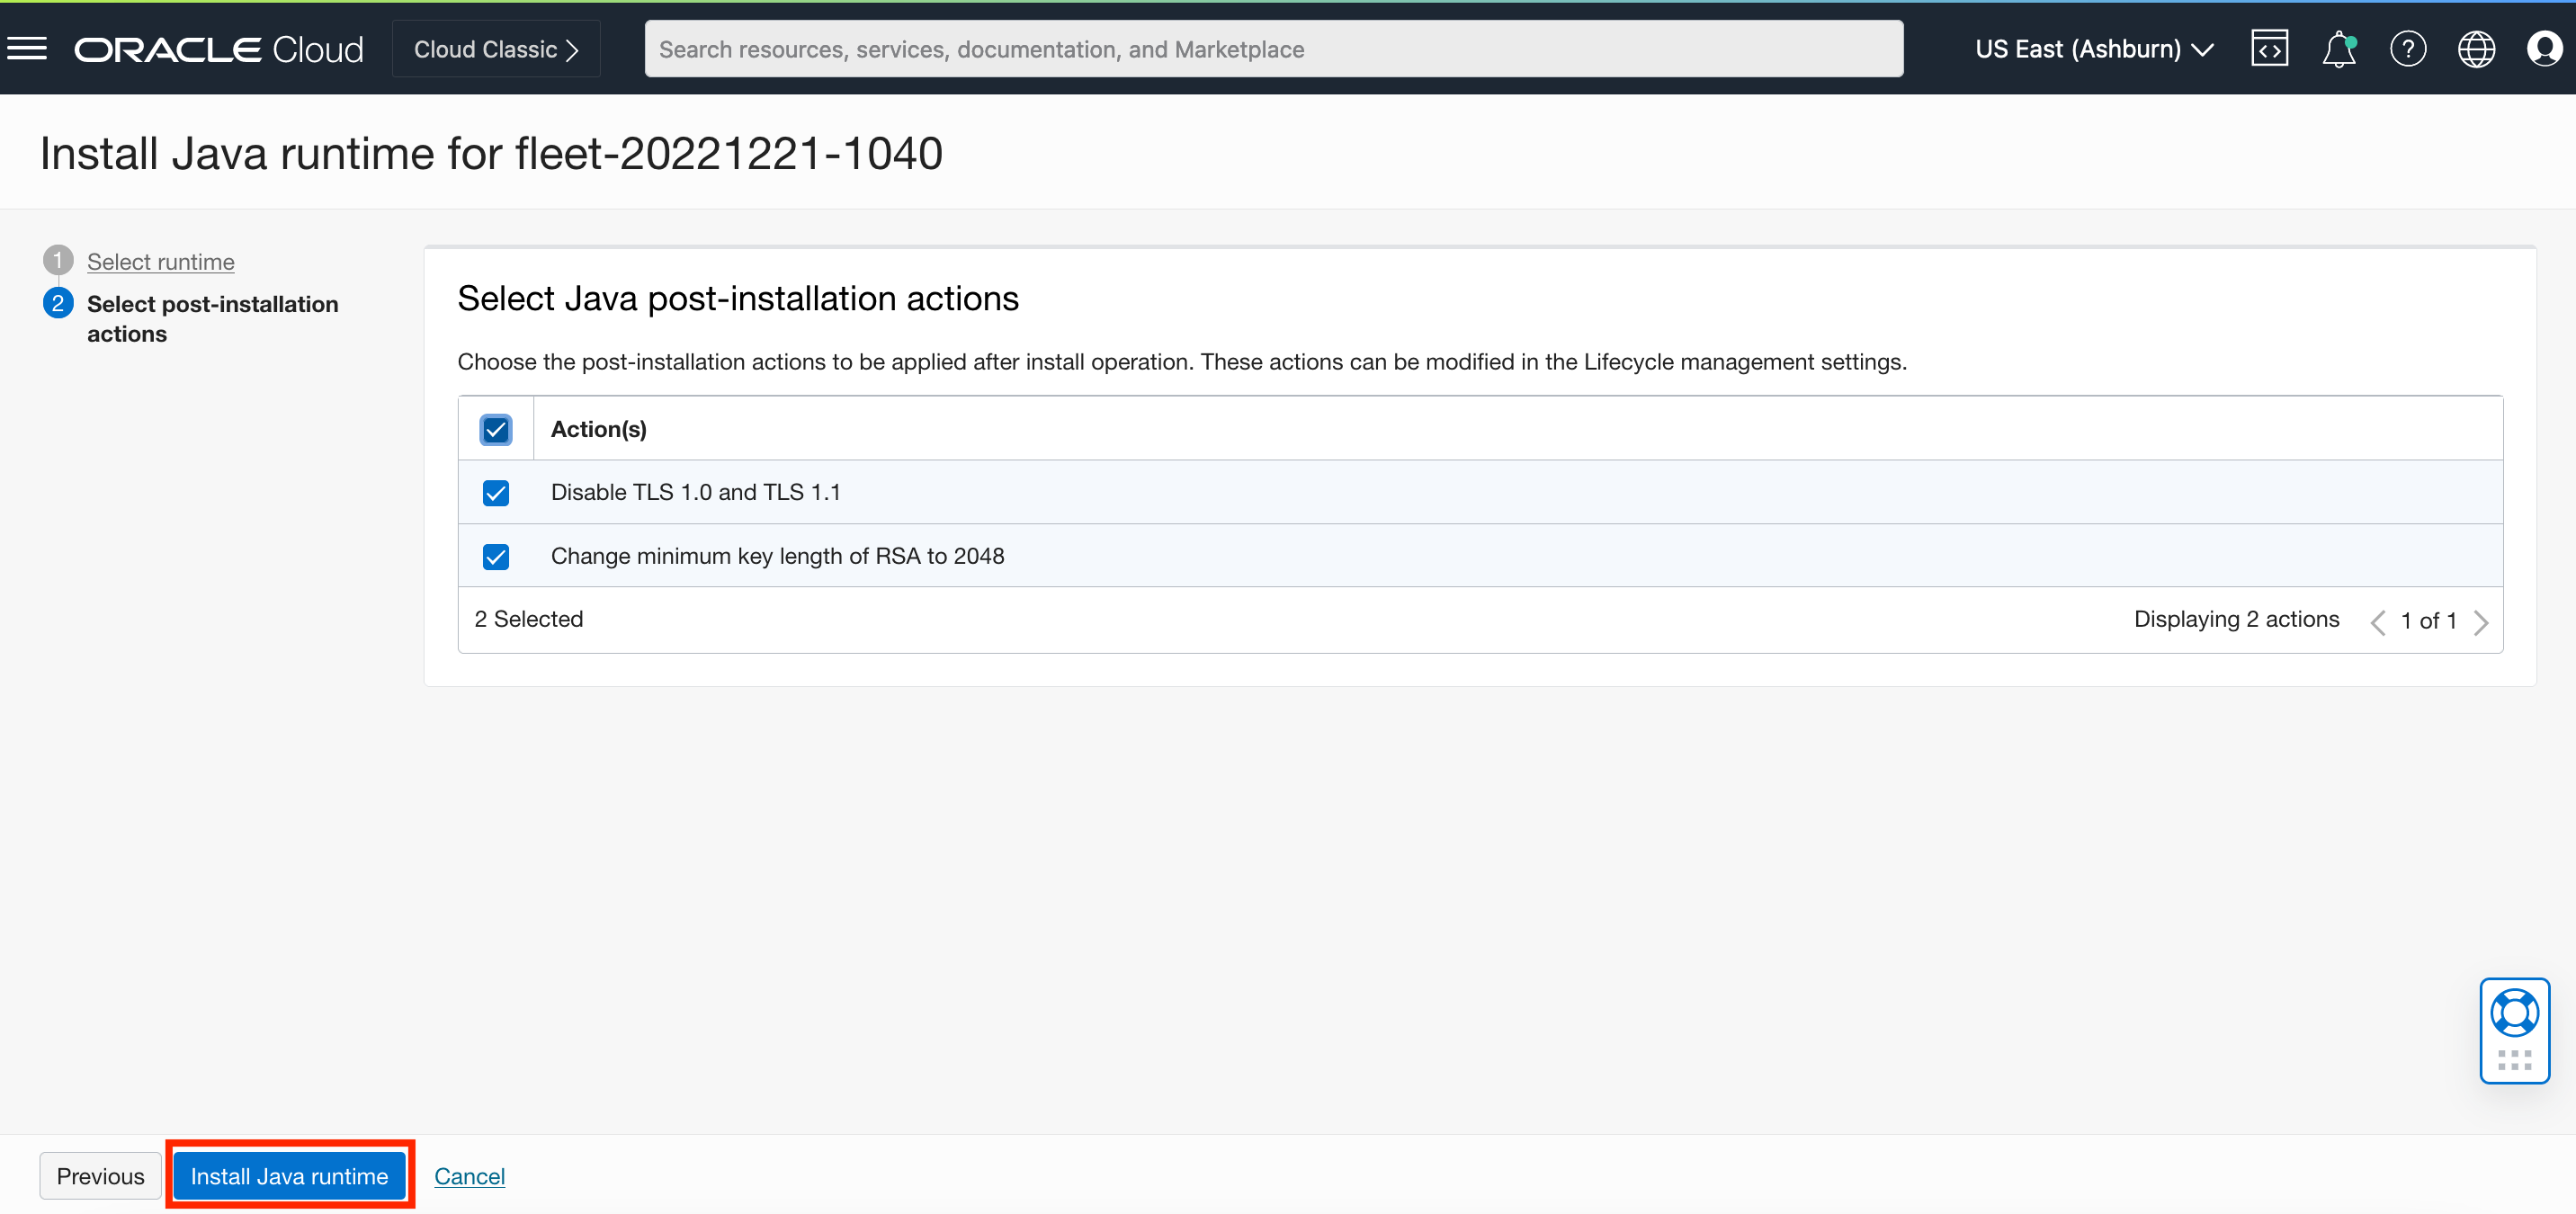 ORACLE Cloud
Cloud Classic
Search resources, services, documentation, and Marketplace
US East (Ashburn)
Install Java runtime for fleet-20221221-1040
1 Select runtime
2 Select post-installation
actions
Select Java post-installation actions
Choose the post-installation actions to be applied after install operation. These actions can be modified in the Lifecycle management settings.
Action(s)
Disable TLS 1.0 and TLS 1.1
Change minimum key length of RSA to 2048
2 Selected
Displaying 2 actions
1 of 1
Previous
Install Java runtime
Cancel